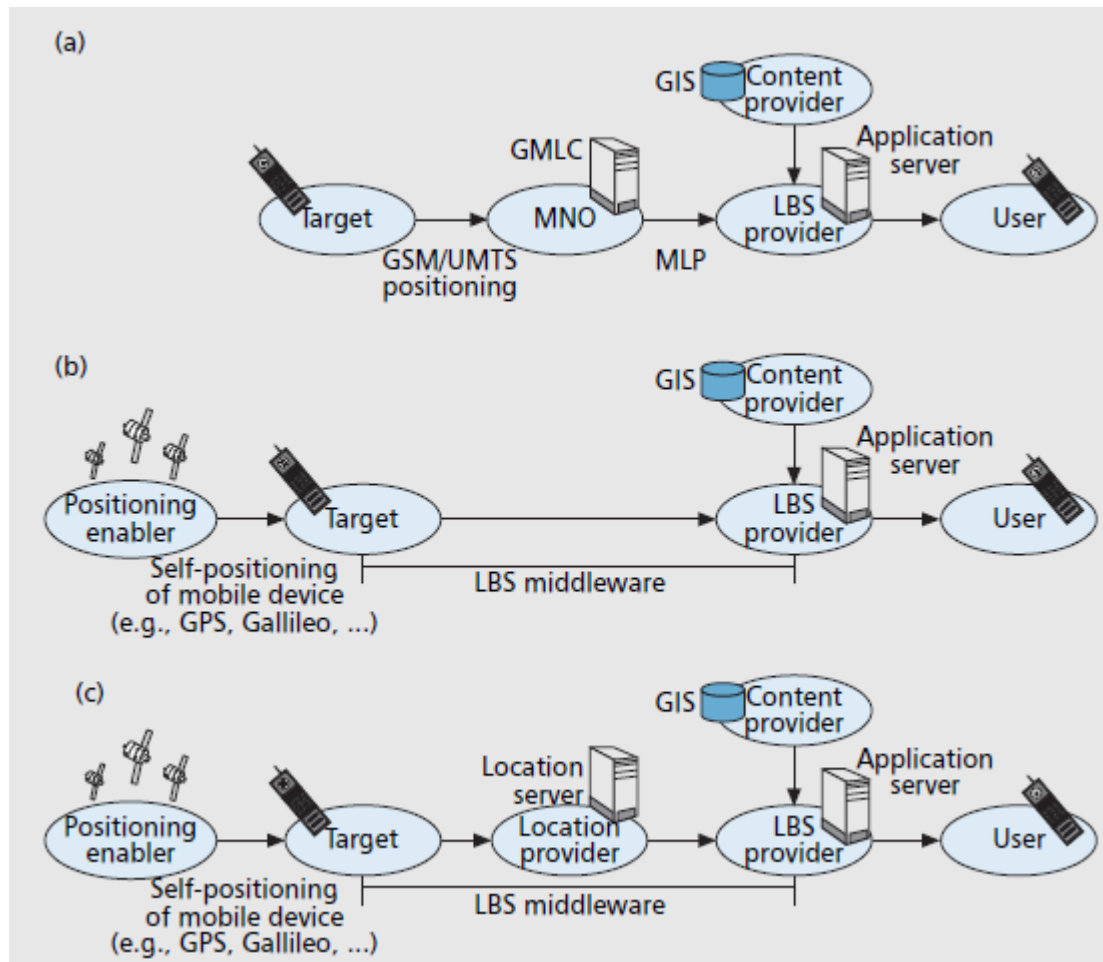 (a)
GIS
Content
provider
GMLC
Application
server
Target
MNO
LBS
provider
User
GSM/UMTS
positioning
MLP
(b)
GIS
Content
provider
Application
server
Positioning
enabler
Target
LBS
provider
User
Self-positioning
of mobile device
(e.g., GPS, Gallileo, ...)
LBS middleware
(c)
GIS
Content
provider
Location
server
Application
server
Positioning
enabler
Target
Location
provider
LBS
provider
User
Self-positioning
of mobile device
(e.g., GPS, Gallileo, ...)
LBS middleware